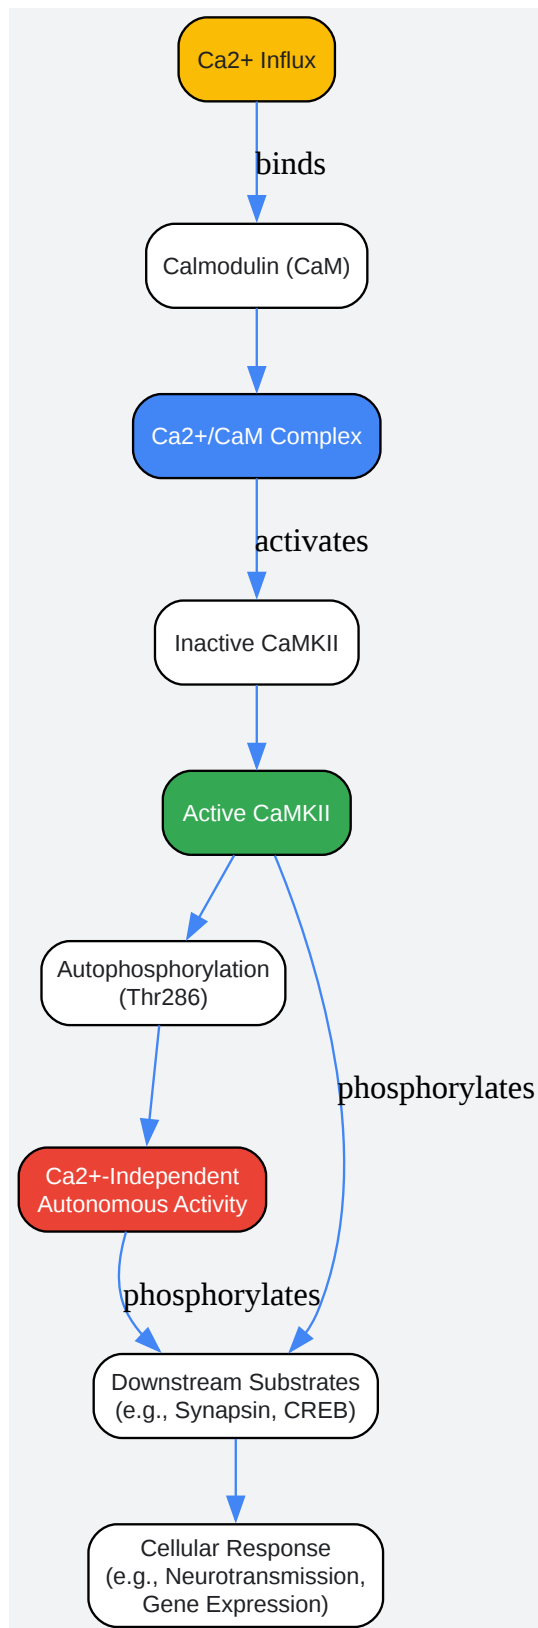 Ca2+ Influx
binds
Calmodulin (CaM)
Ca2+/CaM Complex
activates
Inactive CaMKII
Active CaMKII
Autophosphorylation
(Thr286)
phosphorylates
Ca2+-Independent
Autonomous Activity
phosphorylates
Downstream Substrates
(e.g., Synapsin, CREB)
Cellular Response
(e.g., Neurotransmission,
Gene Expression)